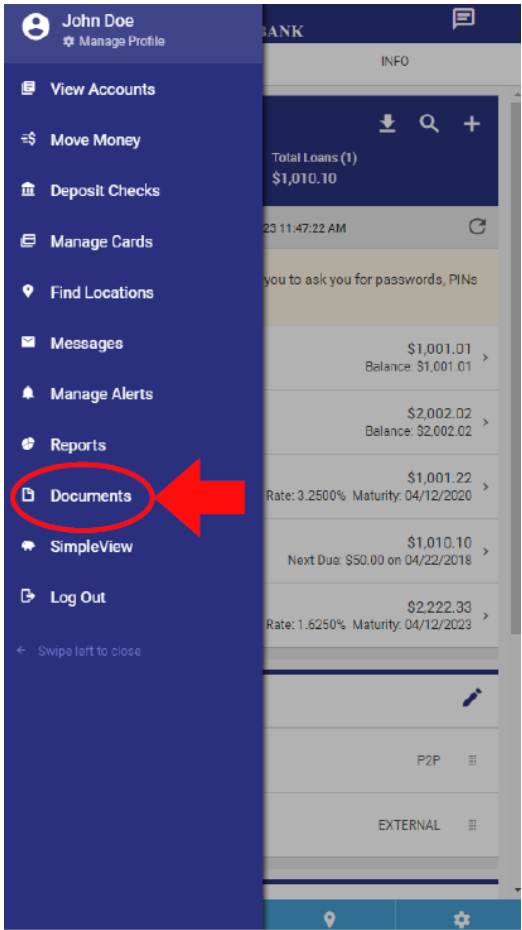 John Doe
Manage Profile
View Accounts
Move Money
Deposit Checks
Manage Cards
Find Locations
Messages
Manage Alerts
Reports
Documents
SimpleView
Log Out
Swipe left to close
BANK
INFO
Total Loans (1)
$1,010.10
23 11:47:22 AM
you to ask you for passwords, PINs
$1,001.01
Balance: $1,001.01
$2,002.02
Balance: $2,002.02
$1,001.22
Rate: 3.2500% Maturity: 04/12/2020
$1,010.10
Next Due: $50.00 on 04/22/2018
$2,222.33
Rate: 1.6250% Maturity: 04/12/2023
P2P
EXTERNAL